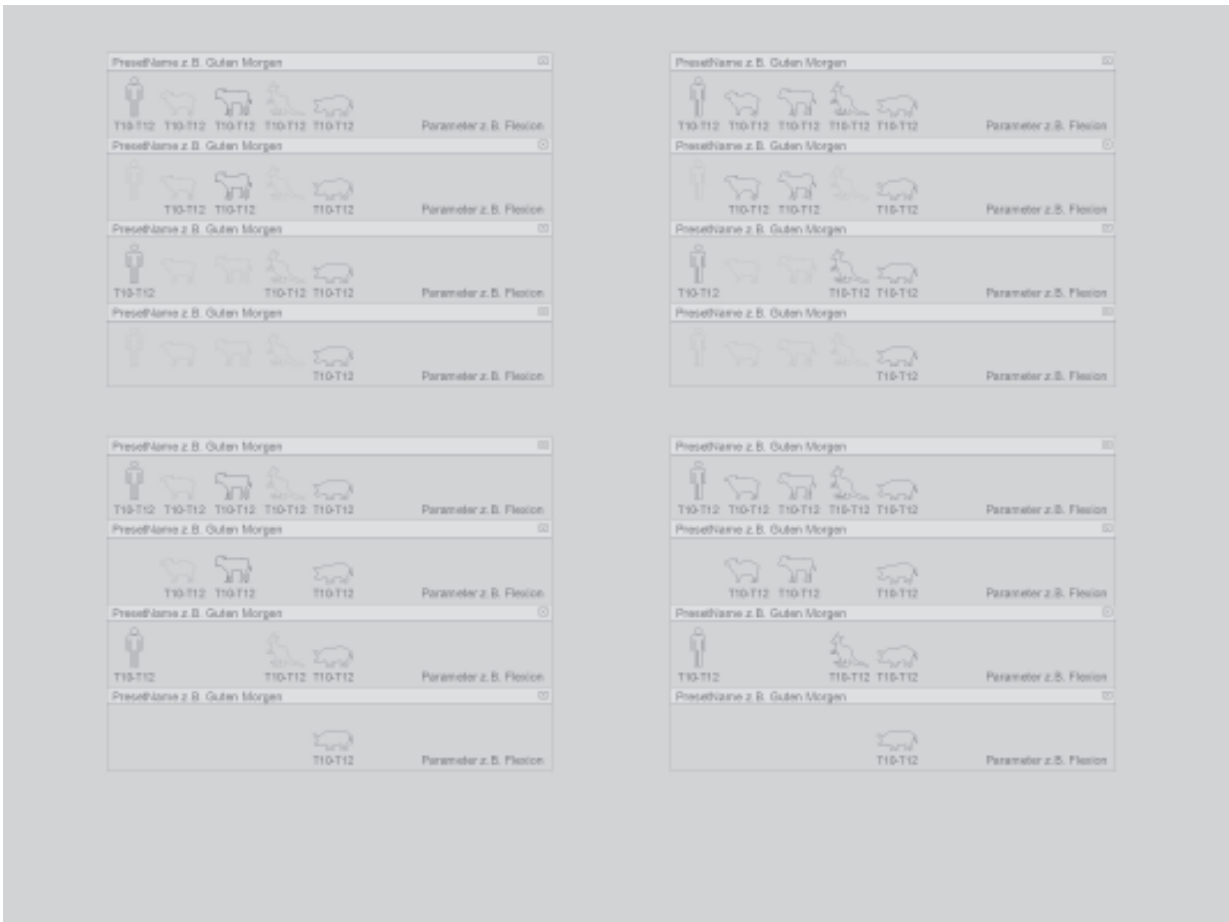 PresetName z.B. Guten Morgen
T10-T12 T10-T12 T10-T12 T10-T12 T10-T12 Parameter z.B. Flexion
PresetName z.B. Guten Morgen
T10-T12 T10-T12 T10-T12 Parameter z.B. Flexion
PresetName z.B. Guten Morgen
T10-T12 T10-T12 T10-T12 Parameter z.B. Flexion
PresetName z.B. Guten Morgen
T10-T12 Parameter z.B. Flexion
PresetName z.B. Guten Morgen
T10-T12 T10-T12 T10-T12 T10-T12 T10-T12 Parameter z.B. Flexion
PresetName z.B. Guten Morgen
T10-T12 T10-T12 T10-T12 Parameter z.B. Flexion
PresetName z.B. Guten Morgen
T10-T12 T10-T12 T10-T12 Parameter z.B. Flexion
PresetName z.B. Guten Morgen
T10-T12 Parameter z.B. Flexion
PresetName z.B. Guten Morgen
T10-T12 T10-T12 T10-T12 T10-T12 T10-T12 Parameter z.B. Flexion
PresetName z.B. Guten Morgen
T10-T12 T10-T12 T10-T12 Parameter z.B. Flexion
PresetName z.B. Guten Morgen
T10-T12 T10-T12 T10-T12 Parameter z.B. Flexion
PresetName z.B. Guten Morgen
T10-T12 Parameter z.B. Flexion
PresetName z.B. Guten Morgen
T10-T12 T10-T12 T10-T12 T10-T12 T10-T12 Parameter z.B. Flexion
PresetName z.B. Guten Morgen
T10-T12 T10-T12 T10-T12 Parameter z.B. Flexion
PresetName z.B. Guten Morgen
T10-T12 T10-T12 T10-T12 Parameter z.B. Flexion
PresetName z.B. Guten Morgen
T10-T12 Parameter z.B. Flexion